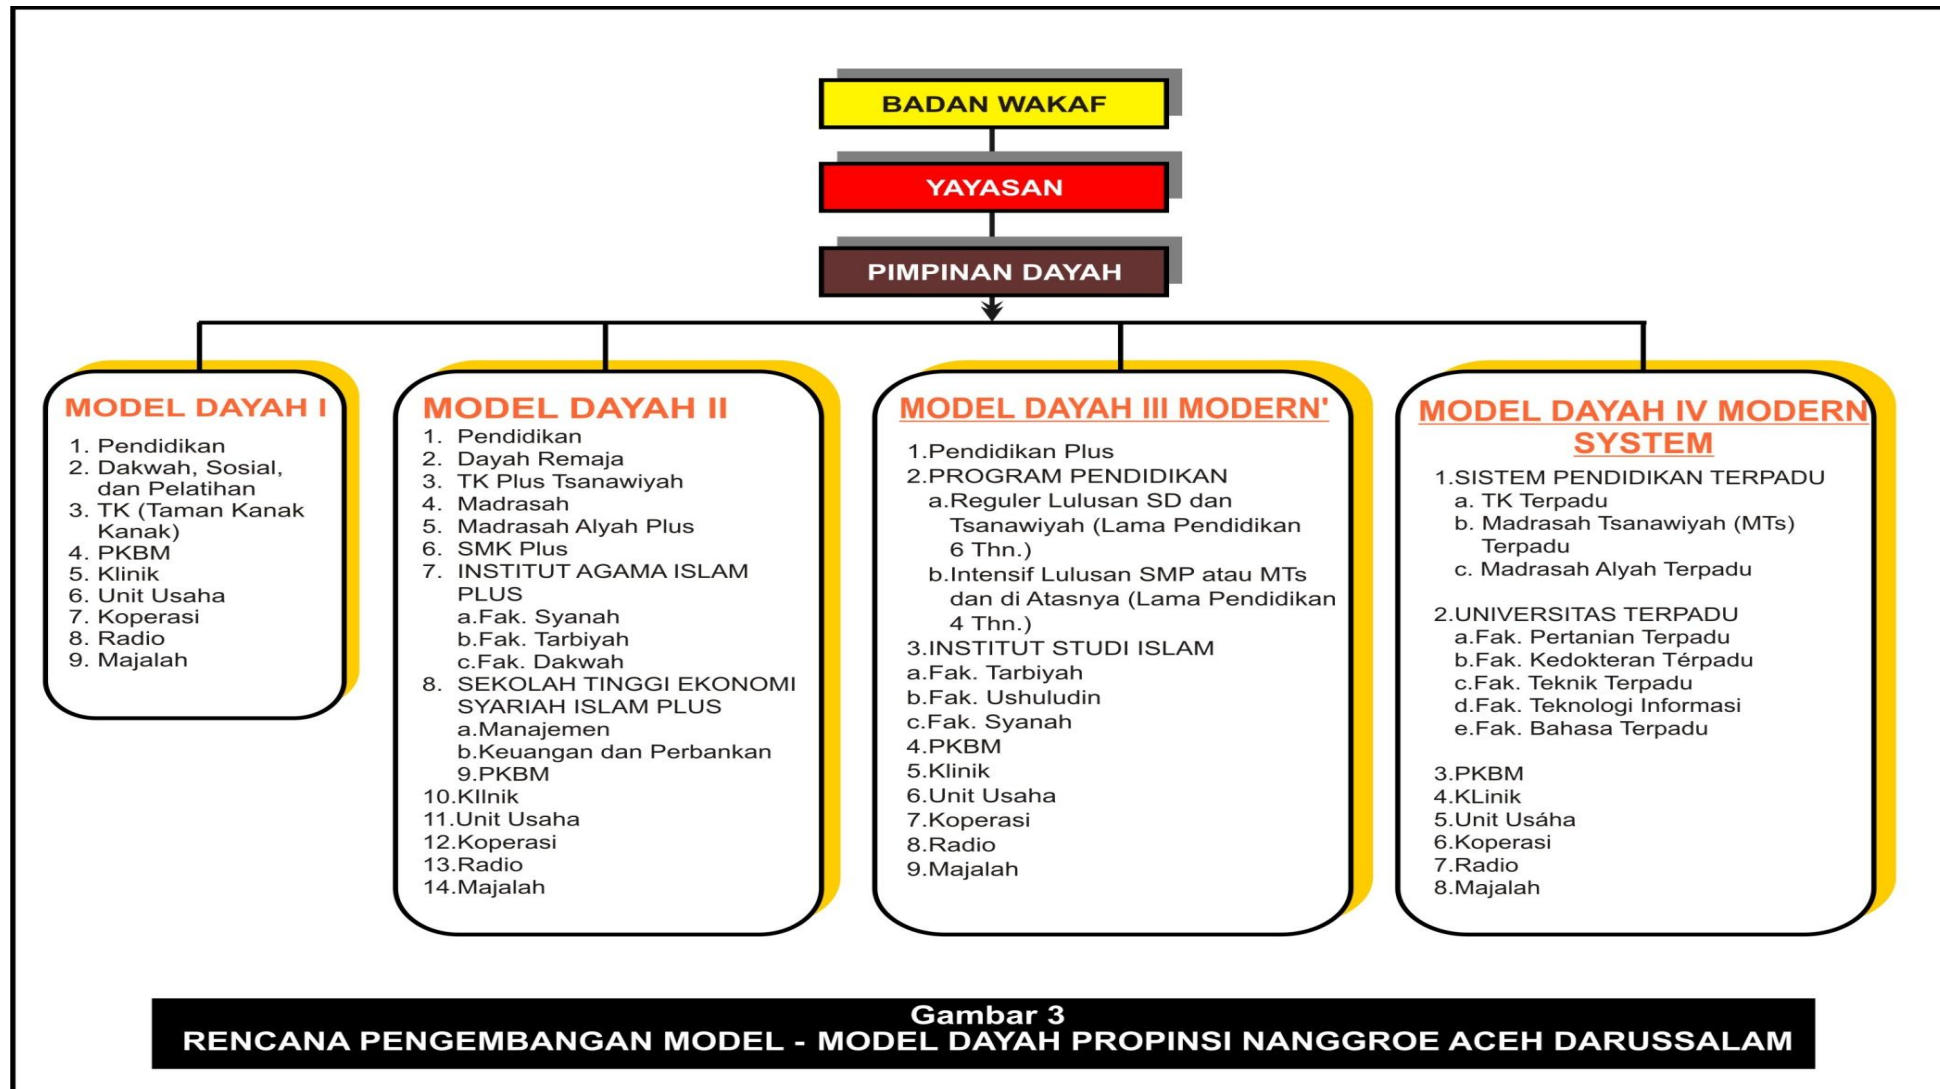 BADAN WAKAF
YAYASAN
PIMPINAN DAYAH
MODEL DAYAH I
1. Pendidikan
2. Dakwah, Sosial,
dan Pelatihan
3. TK (Taman Kanak
Kanak)
4. PKBM
5. Klinik
6. Unit Usaha
7. Koperasi
8. Radio
9. Majalah
MODEL DAYAH II
1. Pendidikan
2. Dayah Remaja
3. TK Plus Tsanawiyah
4. Madrasah
5. Madrasah Alyah Plus
6. SMK Plus
7. INSTITUT AGAMA ISLAM
PLUS
a.Fak. Syanah
b.Fak. Tarbiyah
c.Fak. Dakwah
8. SEKOLAH TINGGI EKONOMI
SYARIAH ISLAM PLUS
a.Manajemen
b.Keuangan dan Perbankan
9.PKBM
10.KIlnik
11.Unit Usaha
12.Koperasi
13.Radio
14.Majalah
MODEL DAYAH III MODERN'
1.Pendidikan Plus
2.PROGRAM PENDIDIKAN
a.Reguler Lulusan SD dan
Tsanawiyah (Lama Pendidikan
6 Thn.)
b.Intensif Lulusan SMP atau MTs
dan di Atasnya (Lama Pendidikan
4 Thn.)
3.INSTITUT STUDI ISLAM
a.Fak. Tarbiyah
b.Fak. Ushuludin
c.Fak. Syanah
4.PKBM
5.Klinik
6.Unit Usaha
7.Koperasi
8.Radio
9.Majalah
MODEL DAYAH IV MODERN
SYSTEM
1.SISTEM PENDIDIKAN TERPADU
a. TK Terpadu
b. Madrasah Tsanawiyah (MTs)
Terpadu
c. Madrasah Alyah Terpadu
2.UNIVERSITAS TERPADU
a.Fak. Pertanian Terpadu
b.Fak. Kedokteran Térpadu
c.Fak. Teknik Terpadu
d.Fak. Teknologi Informasi
e.Fak. Bahasa Terpadu
3.PKBM
4.KLinik
5.Unit Usáha
6.Koperasi
7.Radio
8.Majalah
Gambar 3
RENCANA PENGEMBANGAN MODEL - MODEL DAYAH PROPINSI NANGGROE ACEH DARUSSALAM